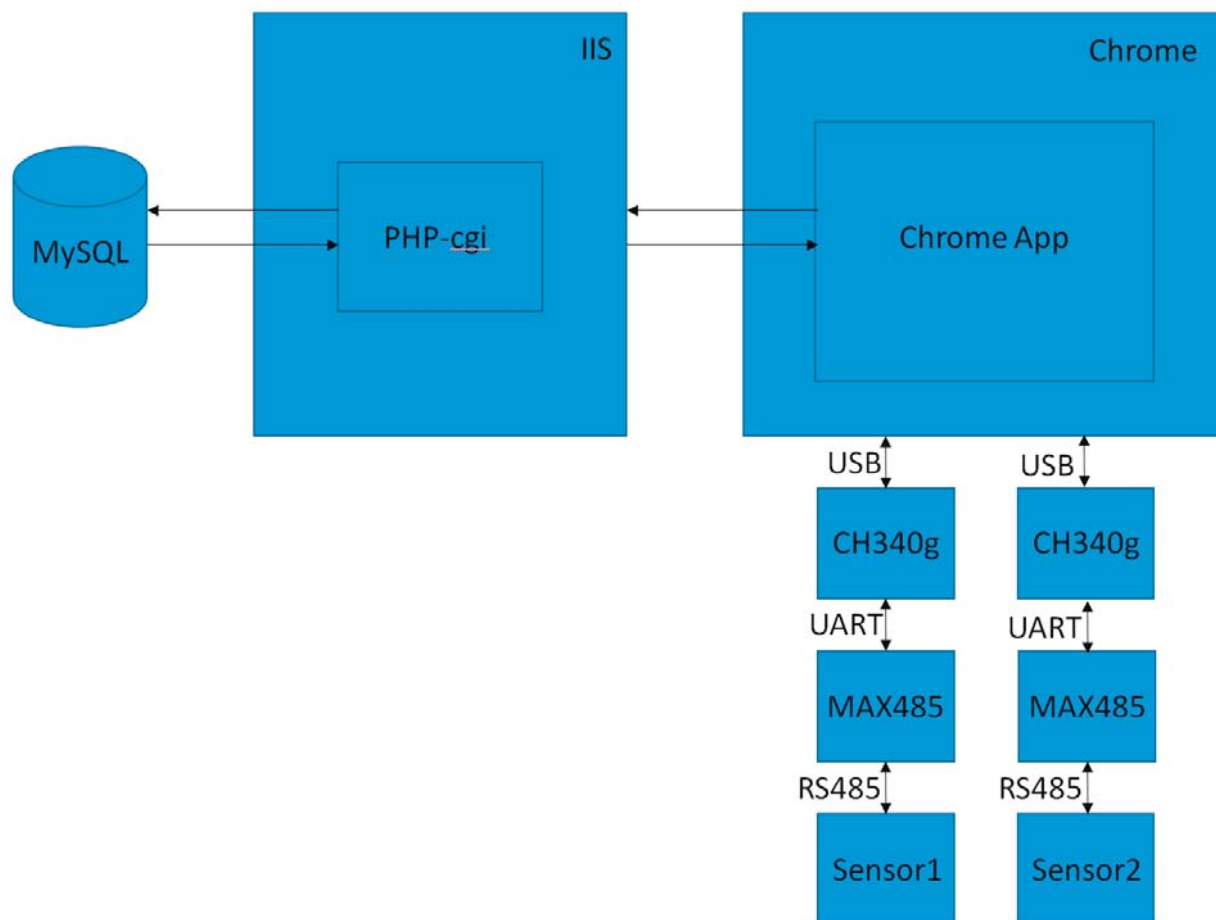 IIS
Chrome
MySQL
PHP-cgi
Chrome App
USB
USB
CH340g
CH340g
UART
UART
MAX485
MAX485
RS485
RS485
Sensor1
Sensor2